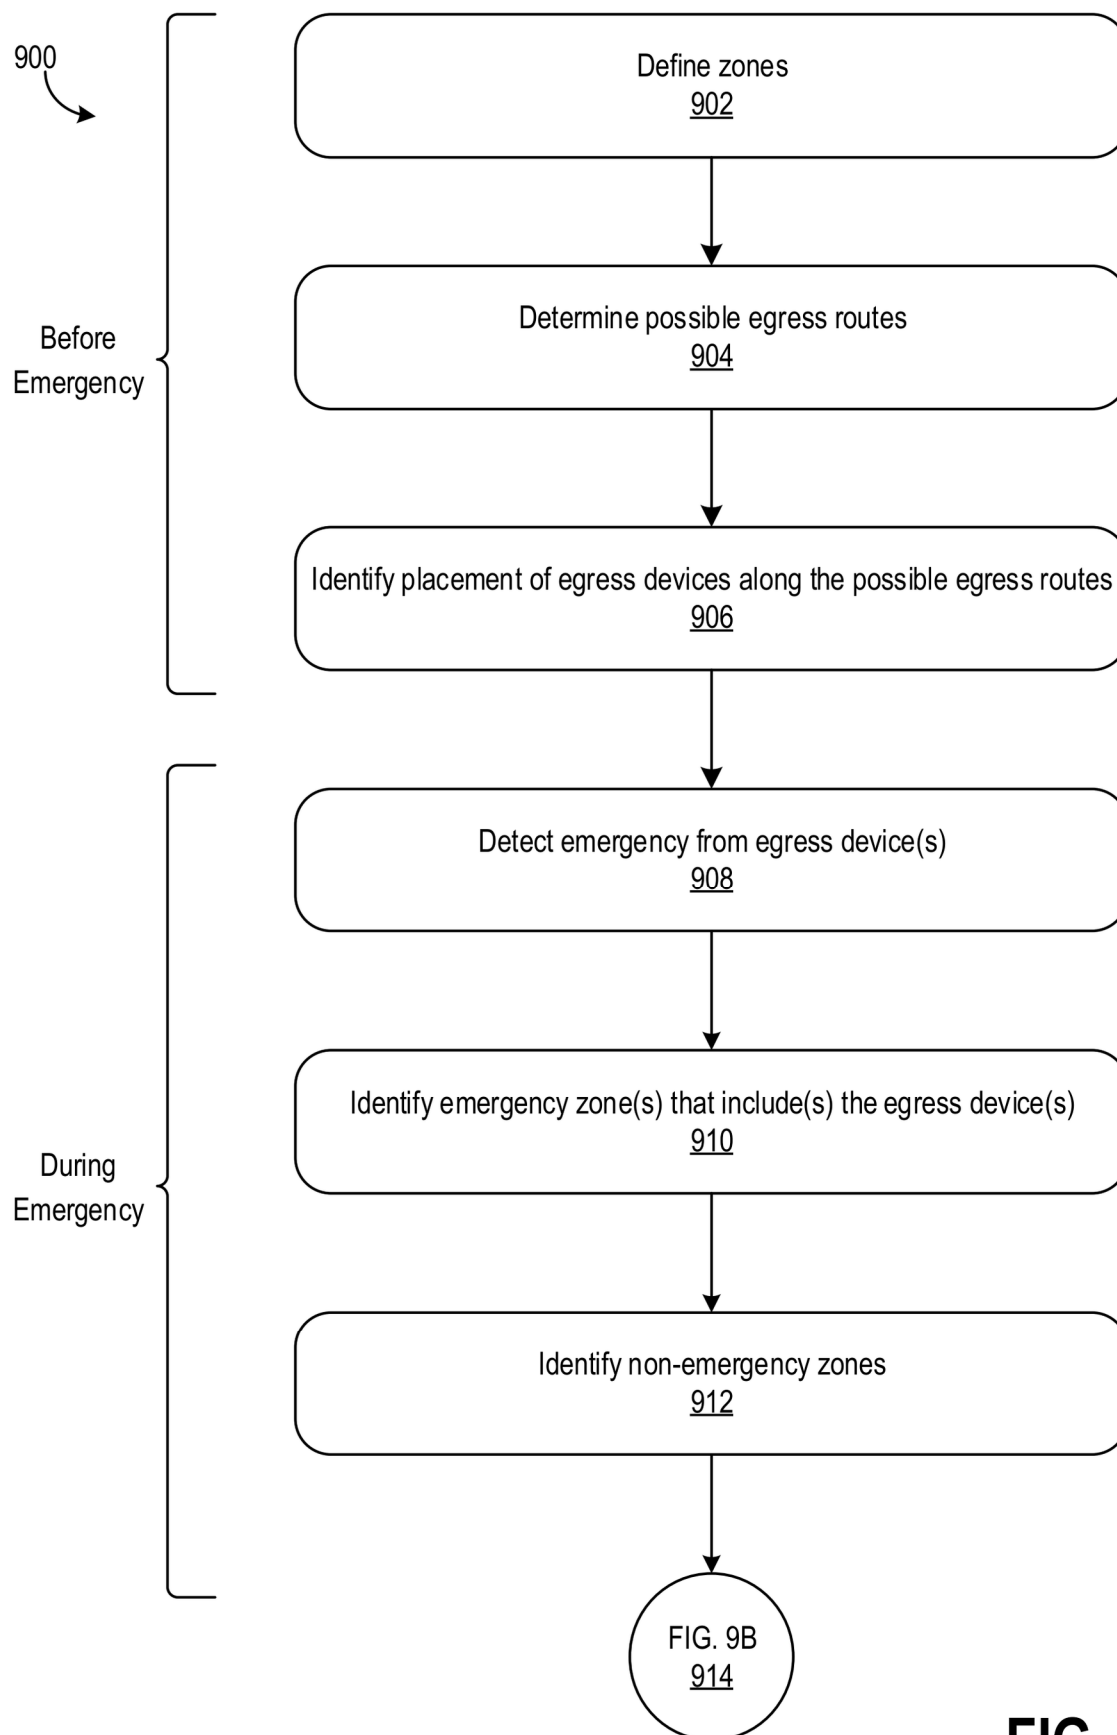 900
Define zones
902
Determine possible egress routes
904
Before
Emergency
Identify placement of egress devices along the possible egress routes
906
Detect emergency from egress device(s)
908
Identify emergency zone(s) that include(s) the egress device(s)
910
During
Emergency
Identify non-emergency zones
912
FIG. 9B
914